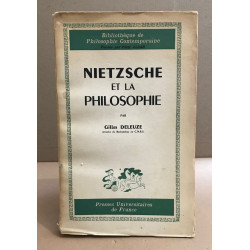 Bibliothèque de
Philosophie Contemporaine
NIETZSCHE
ET LA
PHILOSOPHIE
PAR
Gilles DELEUZE
Presses Universitaires
de France